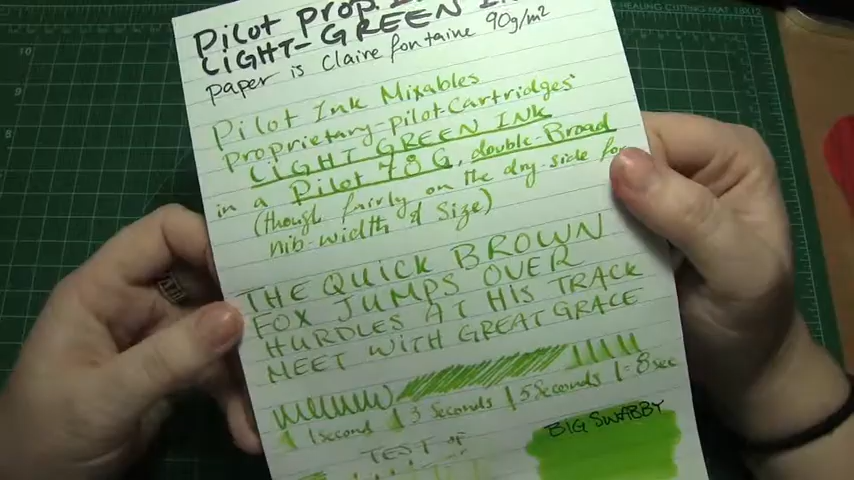 Pilot Prop.
LIGHT-GREEN
paper is Claire fontaine 90g/m²
Pilot Ink Mixables
Proprietary-pilot Cartridges
LIGHT GREEN INK
in a Pilot 78G, double Broad
(though fairly on the dry-side for
nib-width & size)
THE QUICK BROWN
FOX JUMPS OVER
HURDLES AT HIS TRACK
MEET WITH GREAT GRACE
1 second 3 seconds 5 seconds 1=8sec
TEST OF
BIG SWABBY